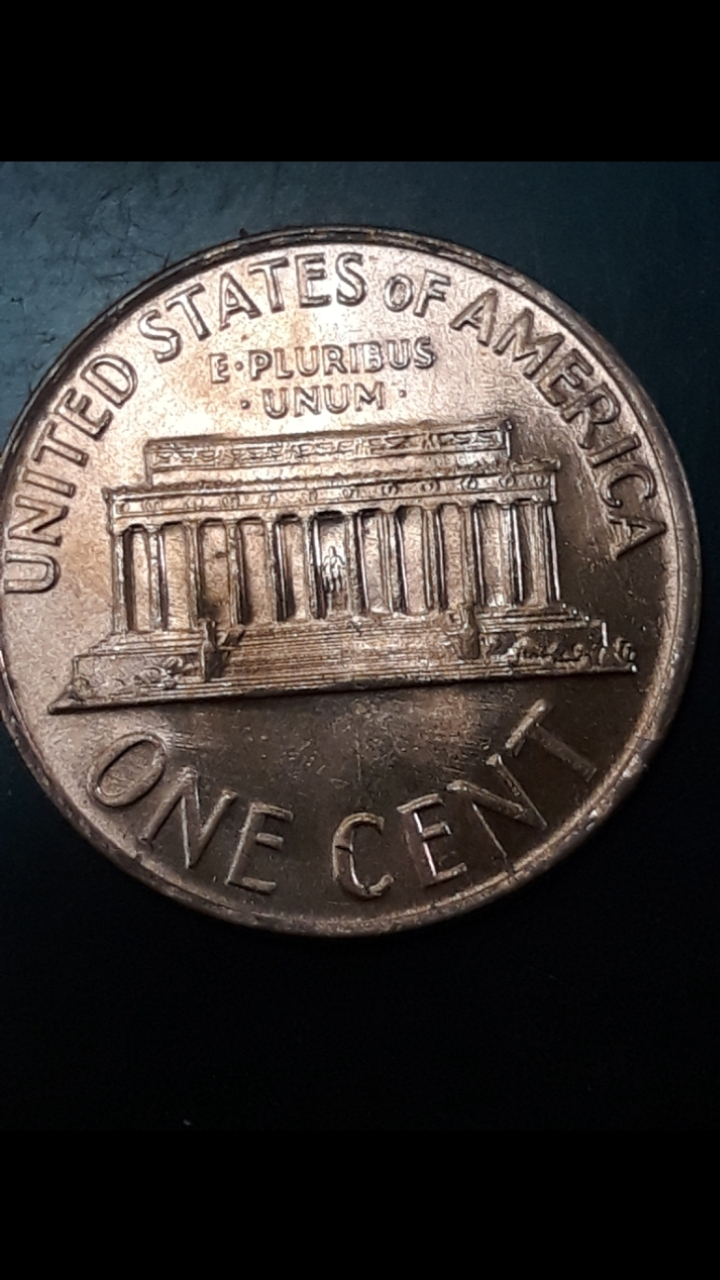 UNITED STATES OF AMERICA
E·PLURIBUS
·UNUM·
ONE CENT